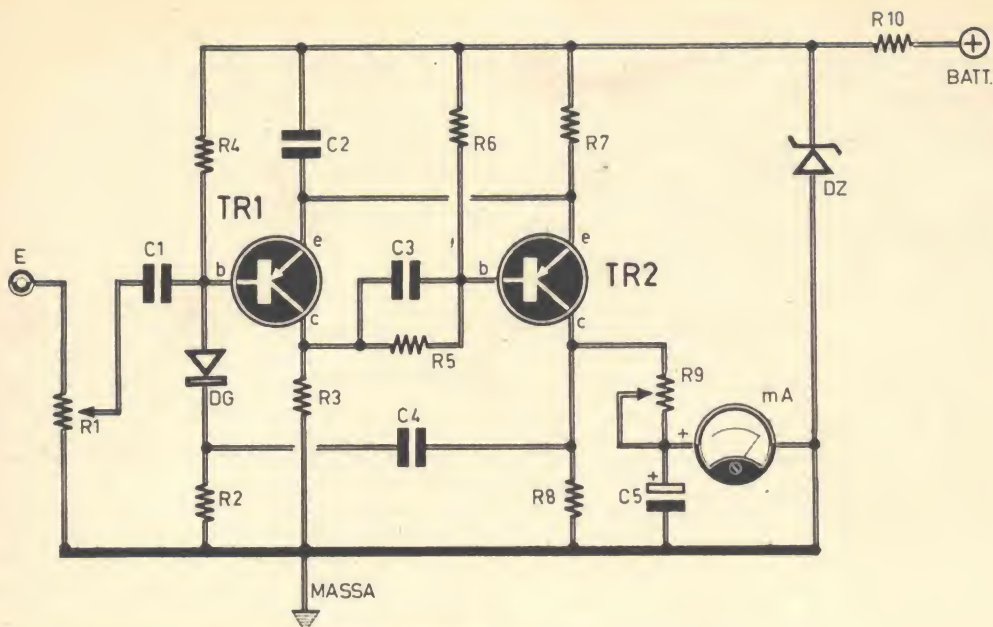 R10
BATT.
R4
C2
R6
R7
DZ
TR1
e
b
c
C1
E
C3
R5
TR2
e
b
c
R1
DG
R3
R9
mA
C4
+
+
R2
R8
C5
MASSA